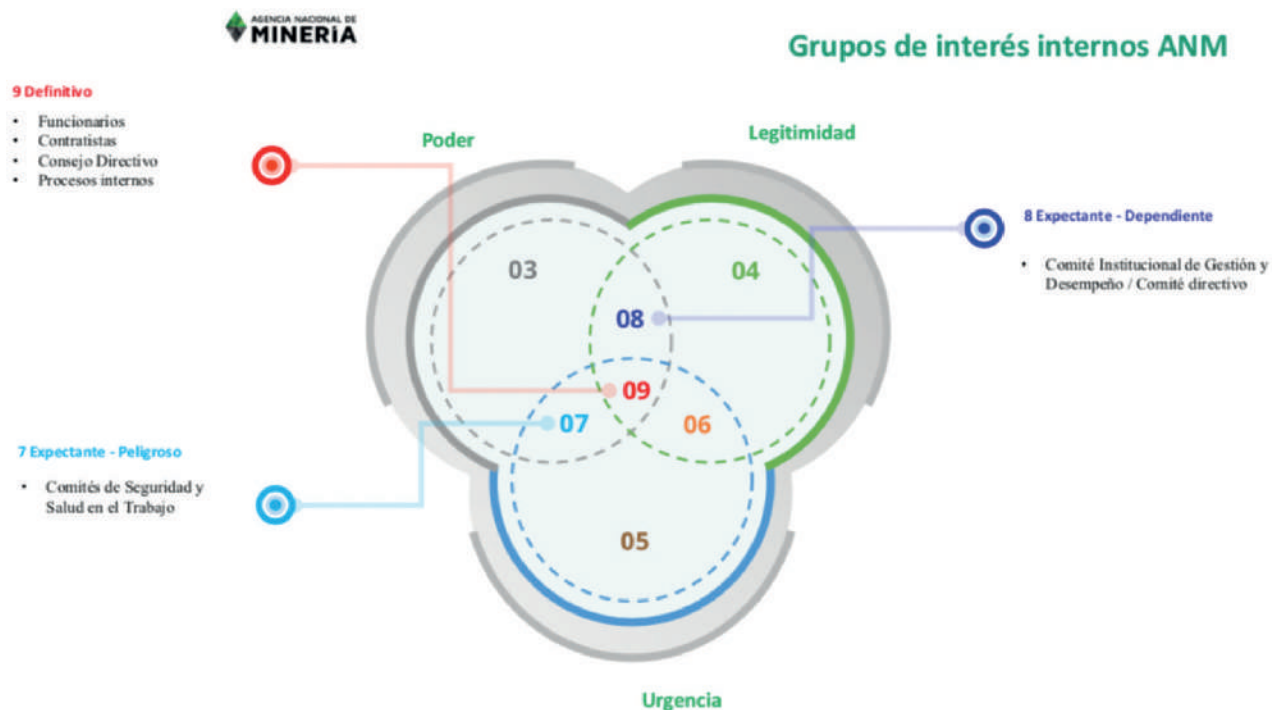 AGENCIA NACIONAL DE
MINERÍA
Grupos de interés internos ANM
9 Definitivo
• Funcionarios
• Contratistas
• Consejo Directivo
• Procesos internos
Poder
Legitimidad
8 Expectante - Dependiente
• Comité Institucional de Gestión y
Desempeño / Comité directivo
03
04
08
09
07
06
7 Expectante - Peligroso
• Comités de Seguridad y
Salud en el Trabajo
05
Urgencia